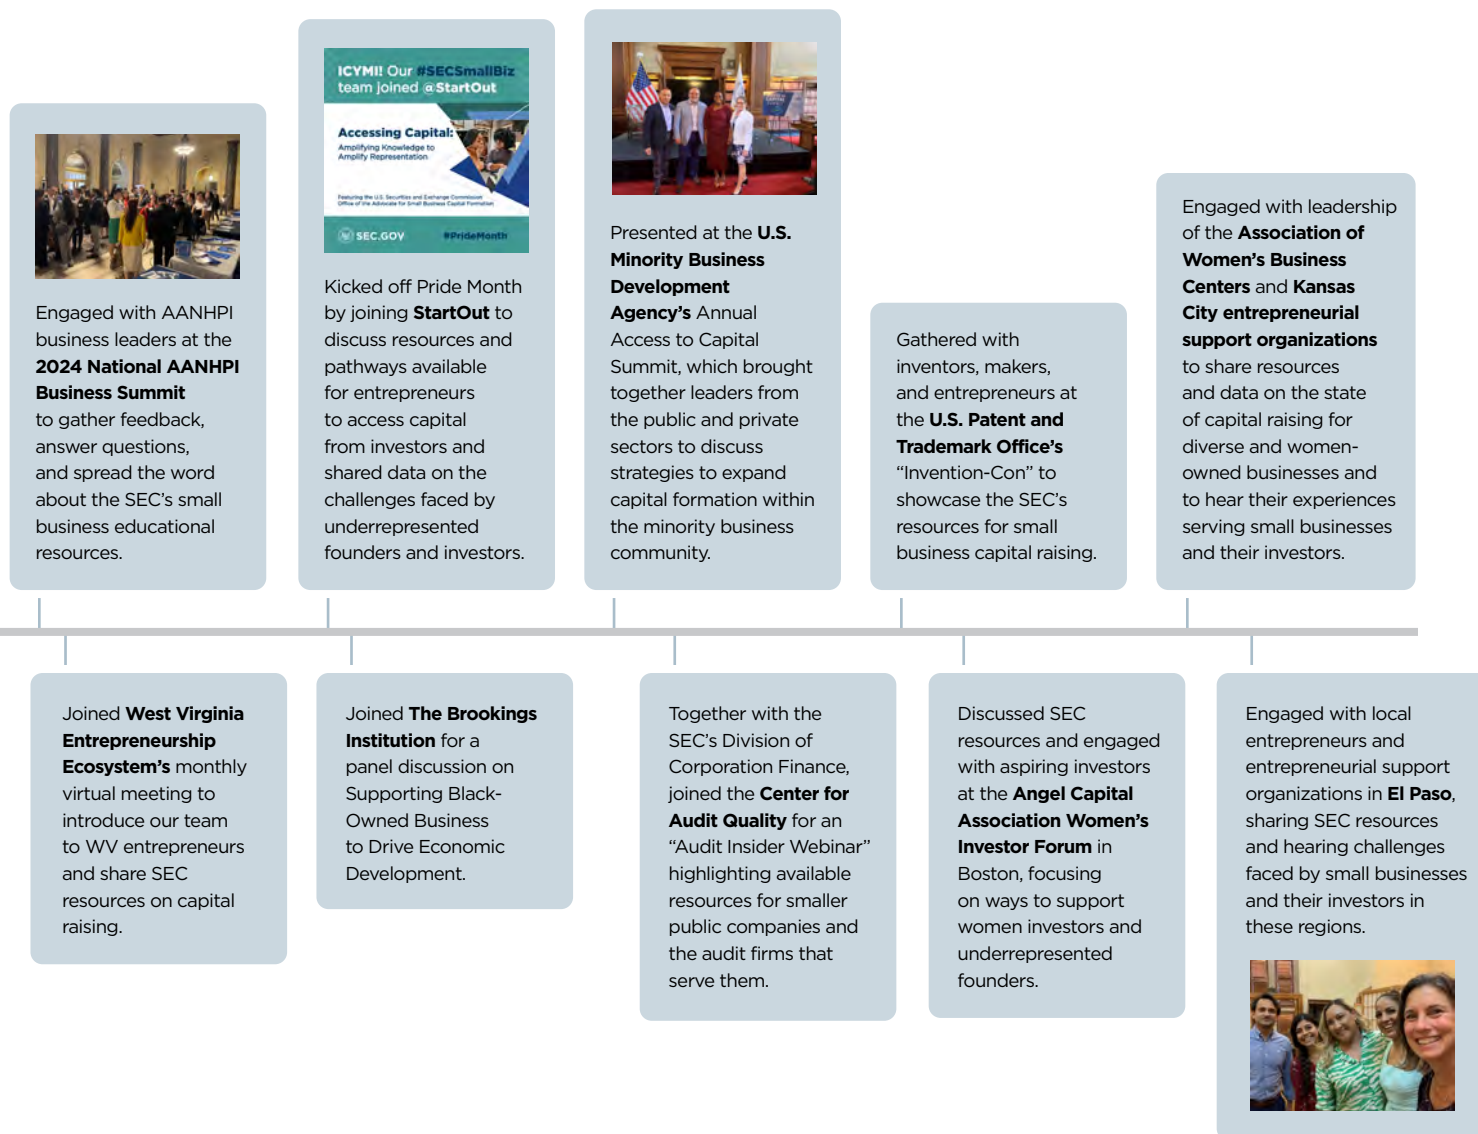 Engaged with AANHPI
business leaders at the
2024 National AANHPI
Business Summit
to gather feedback,
answer questions,
and spread the word
about the SEC's small
business educational
resources.
ICYMI! Our #SECSmallBiz
team joined @StartOut
Accessing Capital:
Amplifying Knowledge to
Amplify Representation
Featuring the U.S. Securities and Exchange Commission
Office of the Advocate for Small Business Capital Formation
SEC.GOV #PrideMonth
Kicked off Pride Month
by joining StartOut to
discuss resources and
pathways available
for entrepreneurs
to access capital
from investors and
shared data on the
challenges faced by
underrepresented
founders and investors.
Presented at the U.S.
Minority Business
Development
Agency's Annual
Access to Capital
Summit, which brought
together leaders from
the public and private
sectors to discuss
strategies to expand
capital formation within
the minority business
community.
Gathered with
inventors, makers,
and entrepreneurs at
the U.S. Patent and
Trademark Office's
“Invention-Con” to
showcase the SEC's
resources for small
business capital raising.
Engaged with leadership
of the Association of
Women's Business
Centers and Kansas
City entrepreneurial
support organizations
to share resources
and data on the state
of capital raising for
diverse and women-
owned businesses and
to hear their experiences
serving small businesses
and their investors.
Joined West Virginia
Entrepreneurship
Ecosystem's monthly
virtual meeting to
introduce our team
to WV entrepreneurs
and share SEC
resources on capital
raising.
Joined The Brookings
Institution for a
panel discussion on
Supporting Black-
Owned Business
to Drive Economic
Development.
Together with the
SEC's Division of
Corporation Finance,
joined the Center for
Audit Quality for an
“Audit Insider Webinar”
highlighting available
resources for smaller
public companies and
the audit firms that
serve them.
Discussed SEC
resources and engaged
with aspiring investors
at the Angel Capital
Association Women's
Investor Forum in
Boston, focusing
on ways to support
women investors and
underrepresented
founders.
Engaged with local
entrepreneurs and
entrepreneurial support
organizations in El Paso,
sharing SEC resources
and hearing challenges
faced by small businesses
and their investors in
these regions.